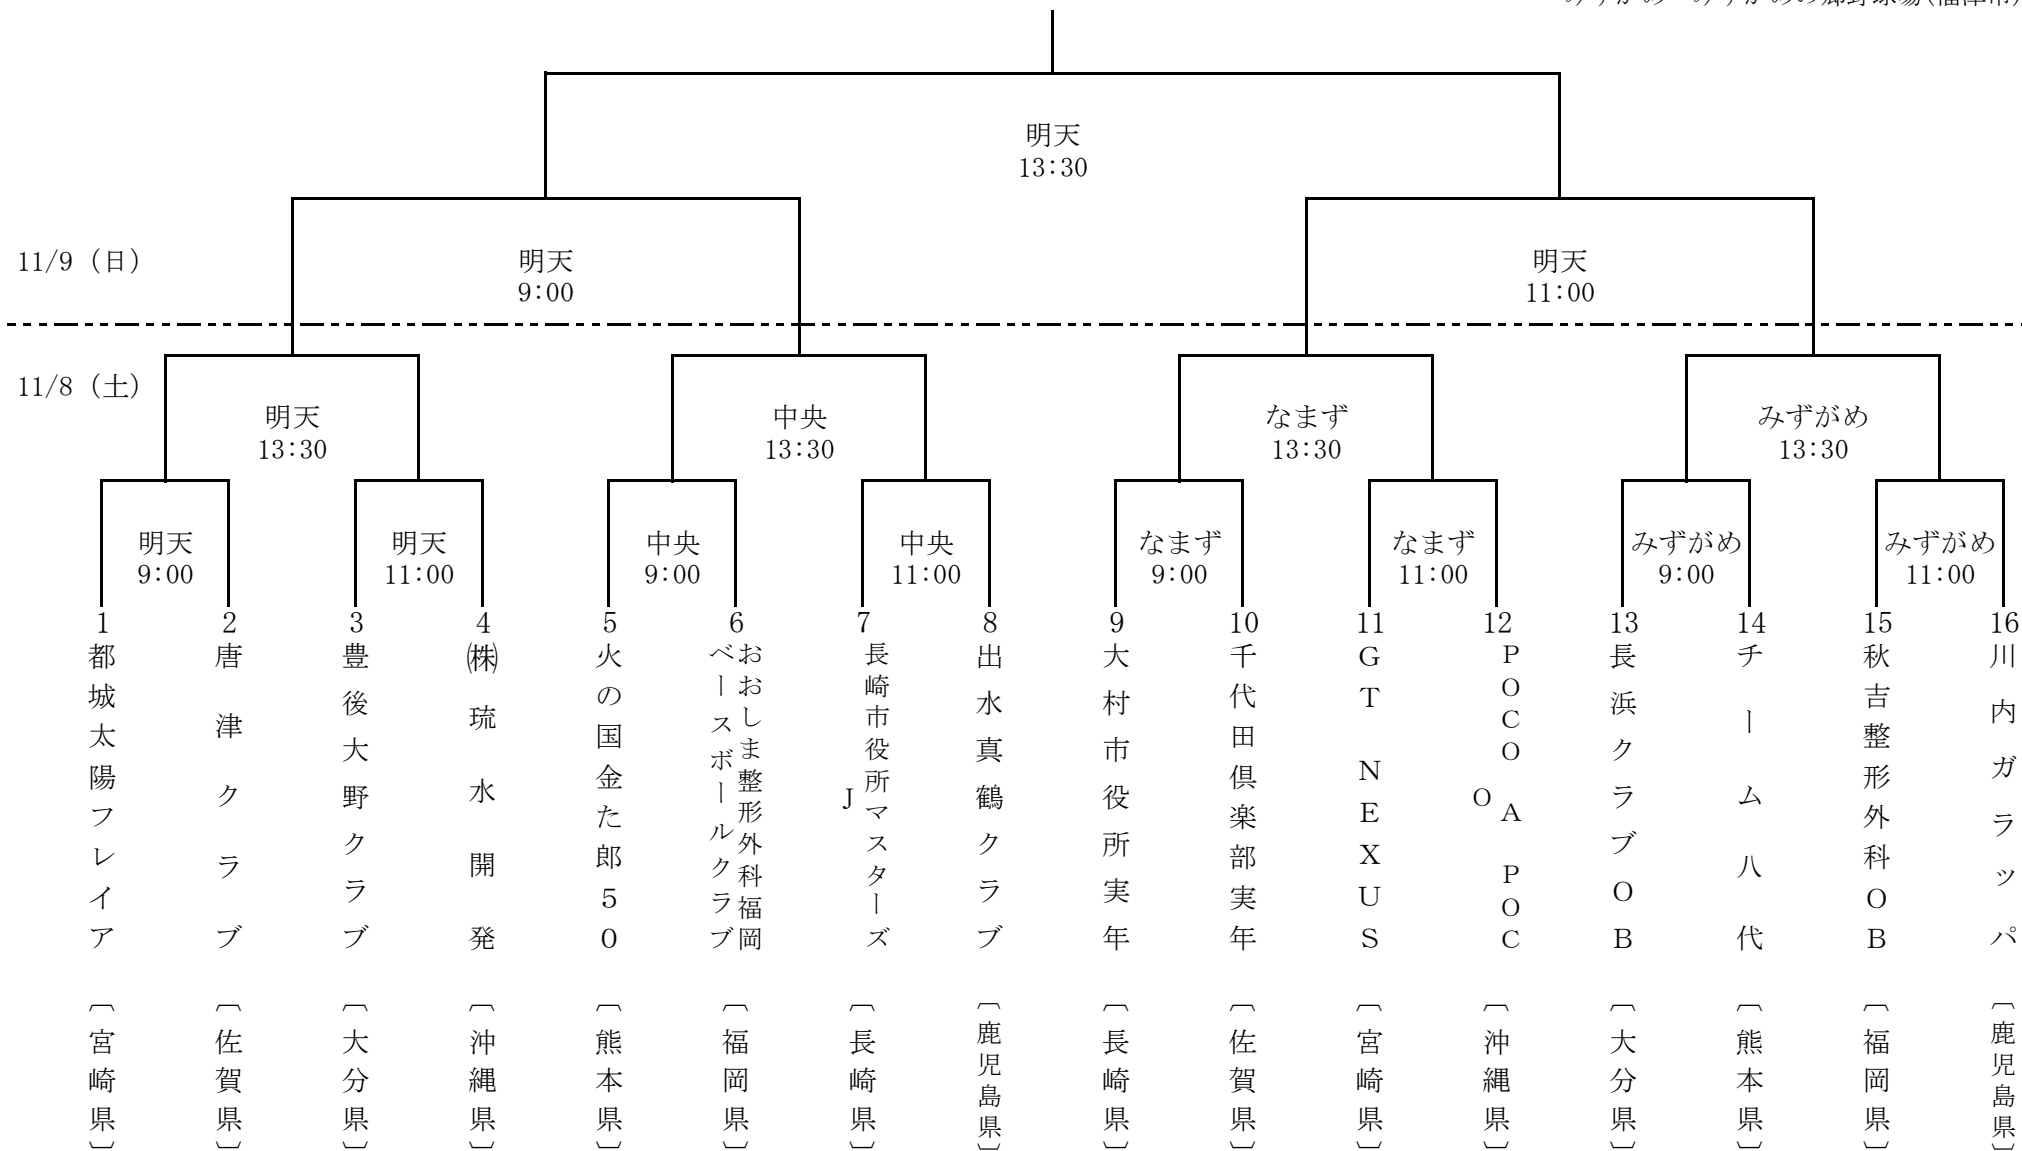 明天
13:30
11/9（日）
明天
9:00
明天
11:00
11/8（土）
明天
13:30
中央
13:30
なまず
13:30
みずがめ
13:30
明天
9:00
明天
11:00
中央
9:00
中央
11:00
なまず
9:00
なまず
11:00
みずがめ
9:00
みずがめ
11:00
1
都城太陽フレイア
〔宮崎県〕
2
唐津クラブ
〔佐賀県〕
3
豊後大野クラブ
〔大分県〕
4
㈱琉水開発
〔沖縄県〕
5
火の国金た郎５０
〔熊本県〕
6
おおしま整形外科福岡
ベースボールクラブ
〔福岡県〕
7
長崎市役所マスターズ
J
〔長崎県〕
8
出水真鶴クラブ
〔鹿児島県〕
9
大村市役所実年
〔長崎県〕
10
千代田倶楽部実年
〔佐賀県〕
11
ＧＴ　ＮＥＸＵＳ
〔宮崎県〕
12
ＰＯＣＯ　Ａ　ＰＯＣ
Ｏ
〔沖縄県〕
13
長浜クラブＯＢ
〔大分県〕
14
チーム八代
〔熊本県〕
15
秋吉整形外科ＯＢ
〔福岡県〕
16
川内ガラッパ
〔鹿児島県〕